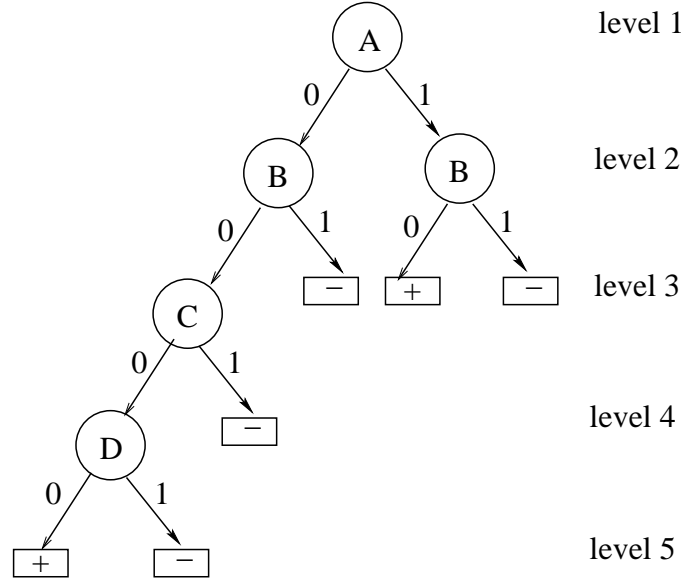 A level 1
0 1
B B level 2
0 1 0 1
− + − level 3
C
0 1
− level 4
D
0 1
+ − level 5